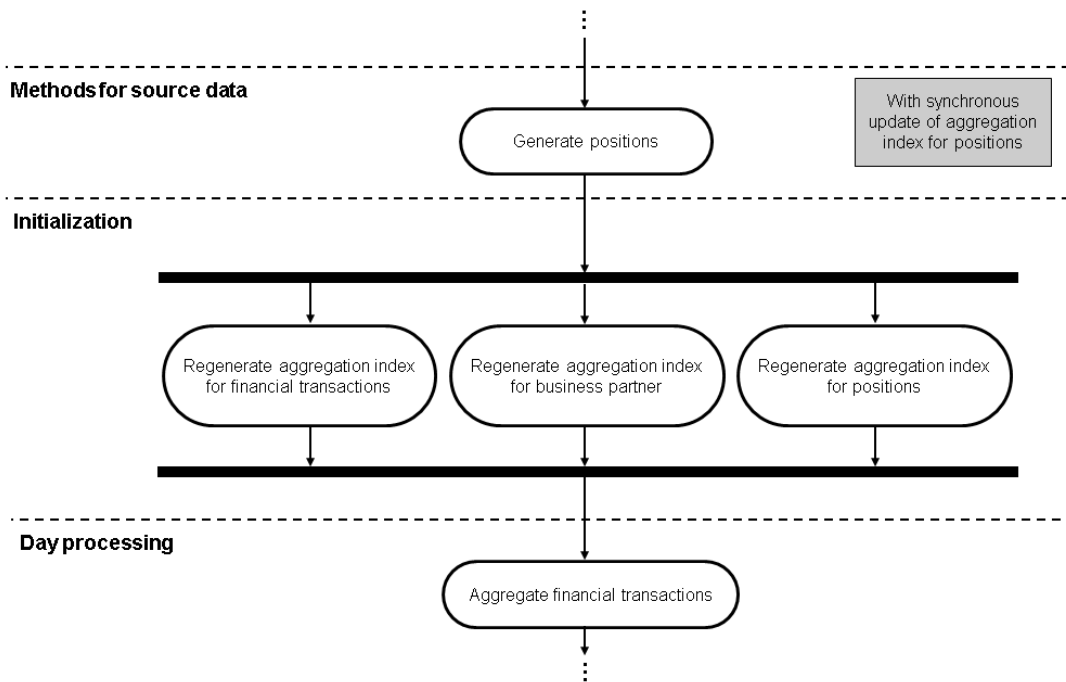 Methods for source data
With synchronous
update of aggregation
index for positions
Generate positions
Initialization
Regenerate aggregation index
for financial transactions
Regenerate aggregation index
for business partner
Regenerate aggregation index
for positions
Day processing
Aggregate financial transactions